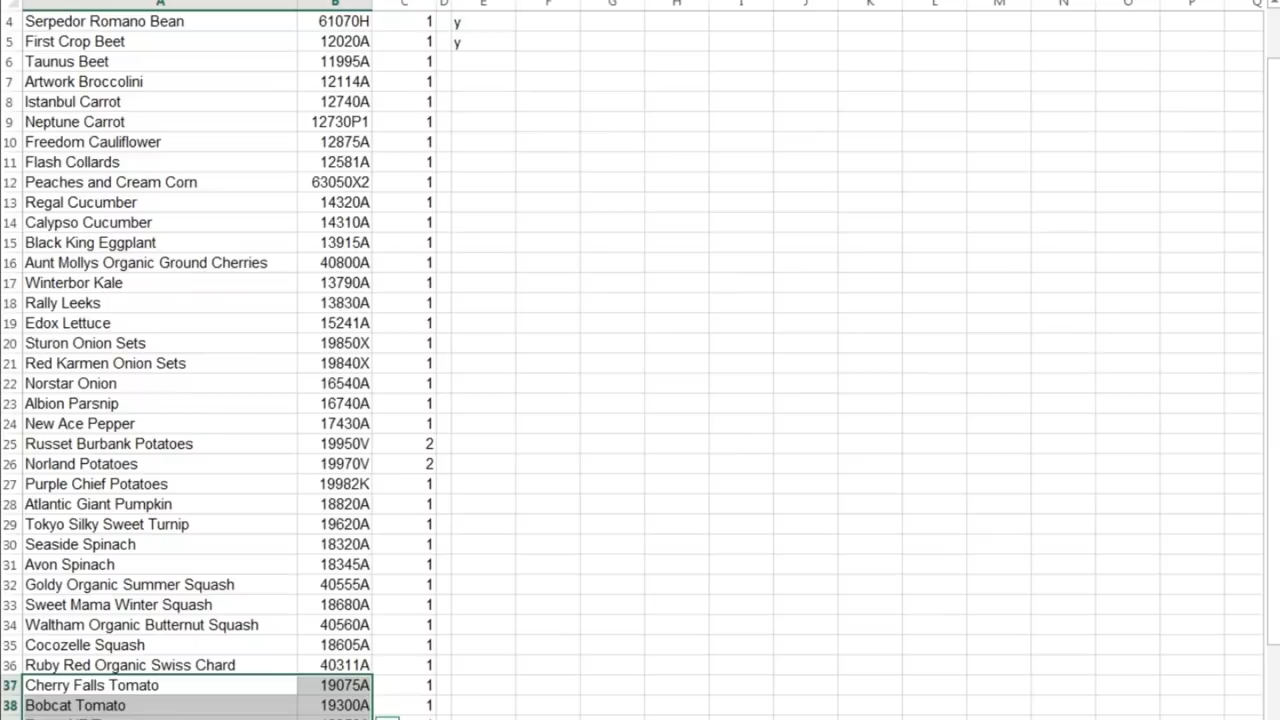 A B C D E F G H I J K L M N O P Q
4 Serpedor Romano Bean 61070H 1 y
5 First Crop Beet 12020A 1 y
6 Taunus Beet 11995A 1
7 Artwork Broccolini 12114A 1
8 Istanbul Carrot 12740A 1
9 Neptune Carrot 12730P1 1
10 Freedom Cauliflower 12875A 1
11 Flash Collards 12581A 1
12 Peaches and Cream Corn 63050X2 1
13 Regal Cucumber 14320A 1
14 Calypso Cucumber 14310A 1
15 Black King Eggplant 13915A 1
16 Aunt Mollys Organic Ground Cherries 40800A 1
17 Winterbor Kale 13790A 1
18 Rally Leeks 13830A 1
19 Edox Lettuce 15241A 1
20 Sturon Onion Sets 19850X 1
21 Red Karmen Onion Sets 19840X 1
22 Norstar Onion 16540A 1
23 Albion Parsnip 16740A 1
24 New Ace Pepper 17430A 1
25 Russet Burbank Potatoes 19950V 2
26 Norland Potatoes 19970V 2
27 Purple Chief Potatoes 19982K 1
28 Atlantic Giant Pumpkin 18820A 1
29 Tokyo Silky Sweet Turnip 19620A 1
30 Seaside Spinach 18320A 1
31 Avon Spinach 18345A 1
32 Goldy Organic Summer Squash 40555A 1
33 Sweet Mama Winter Squash 18680A 1
34 Waltham Organic Butternut Squash 40560A 1
35 Cocozelle Squash 18605A 1
36 Ruby Red Organic Swiss Chard 40311A 1
37 Cherry Falls Tomato 19075A 1
38 Bobcat Tomato 19300A 1